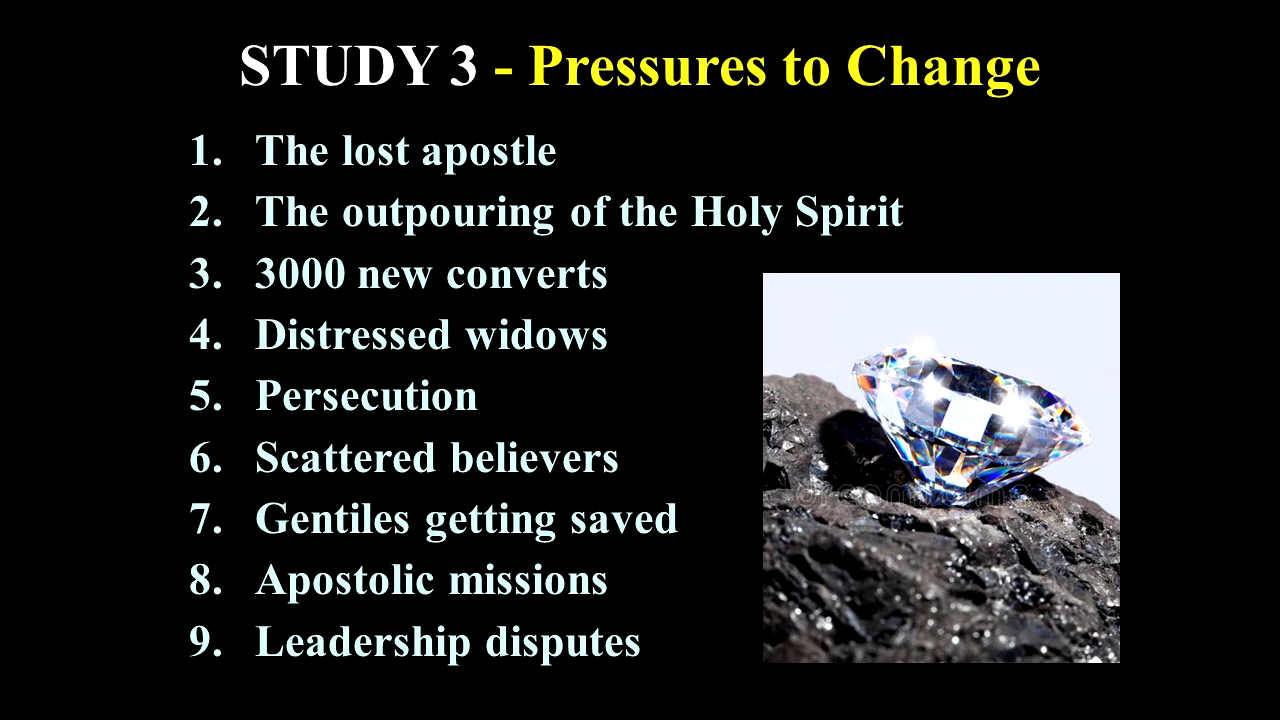 STUDY 3 - Pressures to Change
1. The lost apostle
2. The outpouring of the Holy Spirit
3. 3000 new converts
4. Distressed widows
5. Persecution
6. Scattered believers
7. Gentiles getting saved
8. Apostolic missions
9. Leadership disputes